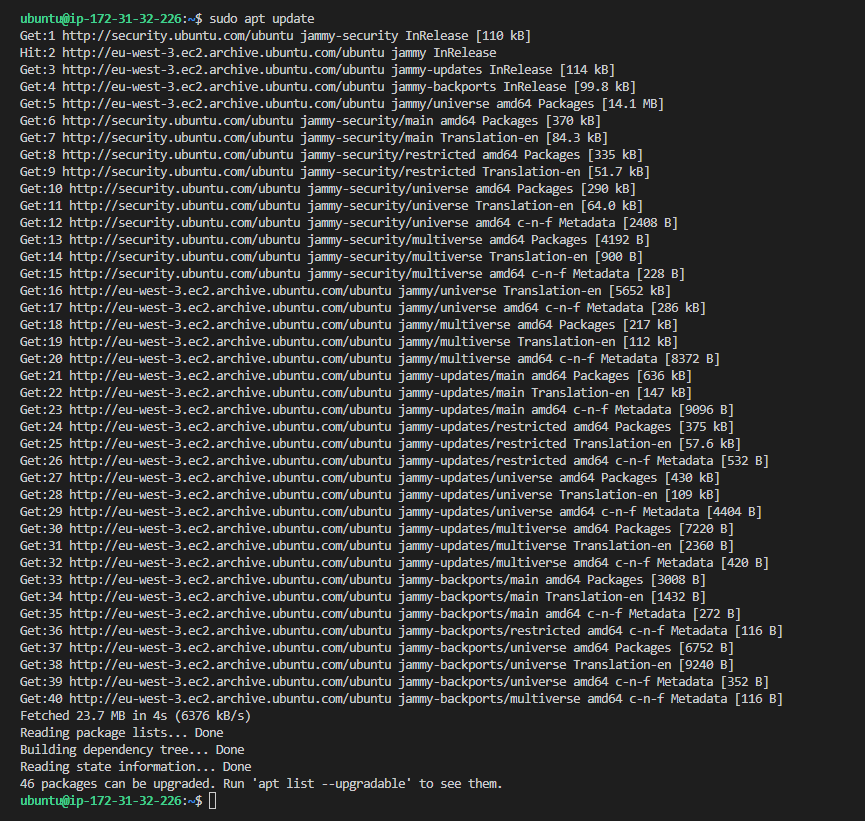 ubuntu@ip-172-31-32-226:~$ sudo apt update
Get:1 http://security.ubuntu.com/ubuntu jammy-security InRelease [110 kB]
Hit:2 http://eu-west-3.ec2.archive.ubuntu.com/ubuntu jammy InRelease
Get:3 http://eu-west-3.ec2.archive.ubuntu.com/ubuntu jammy-updates InRelease [114 kB]
Get:4 http://eu-west-3.ec2.archive.ubuntu.com/ubuntu jammy-backports InRelease [99.8 kB]
Get:5 http://eu-west-3.ec2.archive.ubuntu.com/ubuntu jammy/universe amd64 Packages [14.1 MB]
Get:6 http://security.ubuntu.com/ubuntu jammy-security/main amd64 Packages [370 kB]
Get:7 http://security.ubuntu.com/ubuntu jammy-security/main Translation-en [84.3 kB]
Get:8 http://security.ubuntu.com/ubuntu jammy-security/restricted amd64 Packages [335 kB]
Get:9 http://security.ubuntu.com/ubuntu jammy-security/restricted Translation-en [51.7 kB]
Get:10 http://security.ubuntu.com/ubuntu jammy-security/universe amd64 Packages [290 kB]
Get:11 http://security.ubuntu.com/ubuntu jammy-security/universe Translation-en [64.0 kB]
Get:12 http://security.ubuntu.com/ubuntu jammy-security/universe amd64 c-n-f Metadata [2408 B]
Get:13 http://security.ubuntu.com/ubuntu jammy-security/multiverse amd64 Packages [4192 B]
Get:14 http://security.ubuntu.com/ubuntu jammy-security/multiverse Translation-en [900 B]
Get:15 http://security.ubuntu.com/ubuntu jammy-security/multiverse amd64 c-n-f Metadata [228 B]
Get:16 http://eu-west-3.ec2.archive.ubuntu.com/ubuntu jammy/universe Translation-en [5652 kB]
Get:17 http://eu-west-3.ec2.archive.ubuntu.com/ubuntu jammy/universe amd64 c-n-f Metadata [286 kB]
Get:18 http://eu-west-3.ec2.archive.ubuntu.com/ubuntu jammy/multiverse amd64 Packages [217 kB]
Get:19 http://eu-west-3.ec2.archive.ubuntu.com/ubuntu jammy/multiverse Translation-en [112 kB]
Get:20 http://eu-west-3.ec2.archive.ubuntu.com/ubuntu jammy/multiverse amd64 c-n-f Metadata [8372 B]
Get:21 http://eu-west-3.ec2.archive.ubuntu.com/ubuntu jammy-updates/main amd64 Packages [636 kB]
Get:22 http://eu-west-3.ec2.archive.ubuntu.com/ubuntu jammy-updates/main Translation-en [147 kB]
Get:23 http://eu-west-3.ec2.archive.ubuntu.com/ubuntu jammy-updates/main amd64 c-n-f Metadata [9096 B]
Get:24 http://eu-west-3.ec2.archive.ubuntu.com/ubuntu jammy-updates/restricted amd64 Packages [375 kB]
Get:25 http://eu-west-3.ec2.archive.ubuntu.com/ubuntu jammy-updates/restricted Translation-en [57.6 kB]
Get:26 http://eu-west-3.ec2.archive.ubuntu.com/ubuntu jammy-updates/restricted amd64 c-n-f Metadata [532 B]
Get:27 http://eu-west-3.ec2.archive.ubuntu.com/ubuntu jammy-updates/universe amd64 Packages [430 kB]
Get:28 http://eu-west-3.ec2.archive.ubuntu.com/ubuntu jammy-updates/universe Translation-en [109 kB]
Get:29 http://eu-west-3.ec2.archive.ubuntu.com/ubuntu jammy-updates/universe amd64 c-n-f Metadata [4404 B]
Get:30 http://eu-west-3.ec2.archive.ubuntu.com/ubuntu jammy-updates/multiverse amd64 Packages [7220 B]
Get:31 http://eu-west-3.ec2.archive.ubuntu.com/ubuntu jammy-updates/multiverse Translation-en [2360 B]
Get:32 http://eu-west-3.ec2.archive.ubuntu.com/ubuntu jammy-updates/multiverse amd64 c-n-f Metadata [420 B]
Get:33 http://eu-west-3.ec2.archive.ubuntu.com/ubuntu jammy-backports/main amd64 Packages [3008 B]
Get:34 http://eu-west-3.ec2.archive.ubuntu.com/ubuntu jammy-backports/main Translation-en [1432 B]
Get:35 http://eu-west-3.ec2.archive.ubuntu.com/ubuntu jammy-backports/main amd64 c-n-f Metadata [272 B]
Get:36 http://eu-west-3.ec2.archive.ubuntu.com/ubuntu jammy-backports/restricted amd64 c-n-f Metadata [116 B]
Get:37 http://eu-west-3.ec2.archive.ubuntu.com/ubuntu jammy-backports/universe amd64 Packages [6752 B]
Get:38 http://eu-west-3.ec2.archive.ubuntu.com/ubuntu jammy-backports/universe Translation-en [9240 B]
Get:39 http://eu-west-3.ec2.archive.ubuntu.com/ubuntu jammy-backports/universe amd64 c-n-f Metadata [352 B]
Get:40 http://eu-west-3.ec2.archive.ubuntu.com/ubuntu jammy-backports/multiverse amd64 c-n-f Metadata [116 B]
Fetched 23.7 MB in 4s (6376 kB/s)
Reading package lists... Done
Building dependency tree... Done
Reading state information... Done
46 packages can be upgraded. Run 'apt list --upgradable' to see them.
ubuntu@ip-172-31-32-226:~$